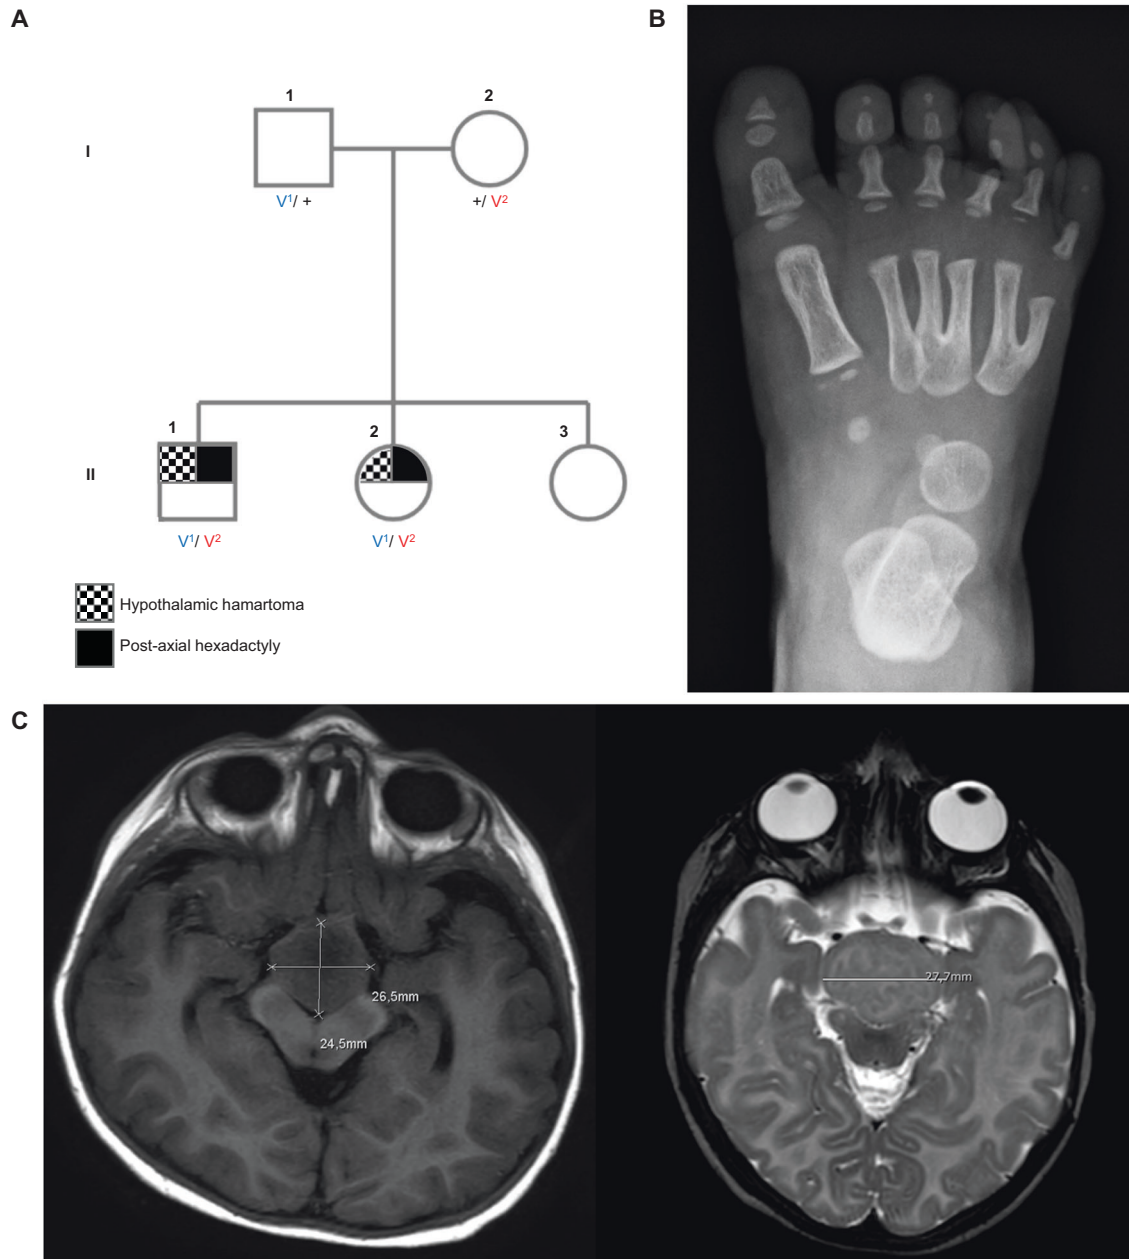 A
B
1
2
I
V¹/ +
+/ V²
1
2
3
II
V¹/ V²
V¹/ V²
Hypothalamic hamartoma
Post-axial hexadactyly
C
26,5mm
24,5mm
27,7mm